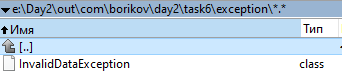 e:\Day2\out\com\borikov\day2\task6\exception\*.*
Имя Тип
[..]
InvalidDataException class